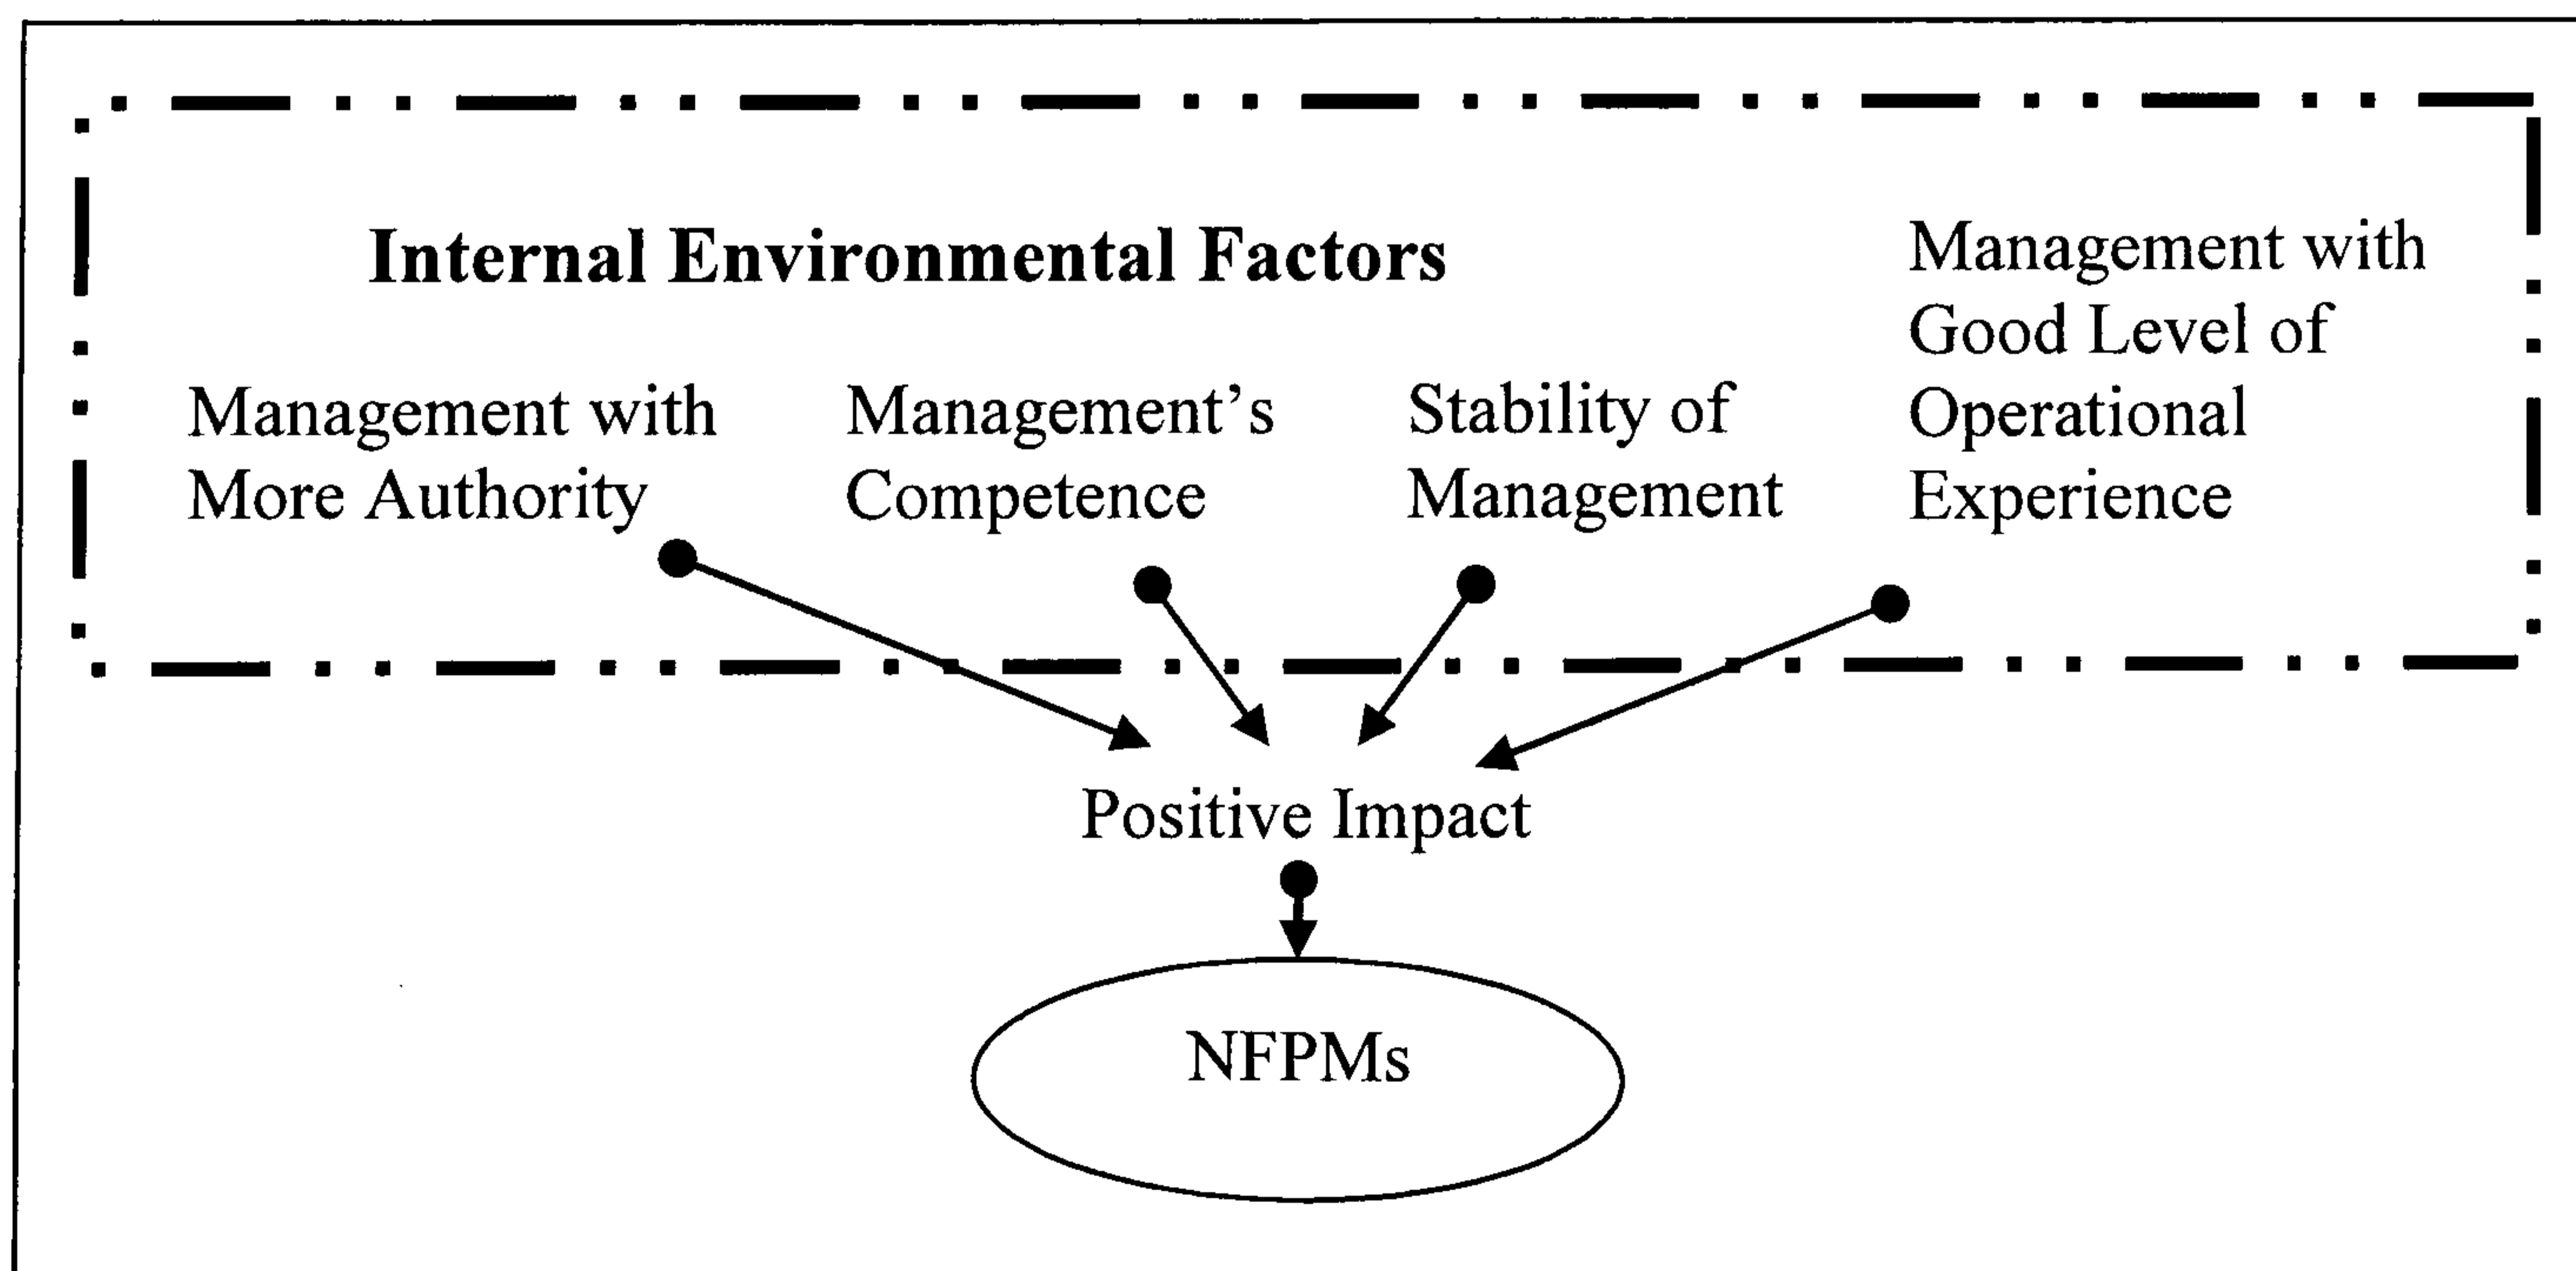 Internal Environmental Factors
Management with
More Authority
Management’s
Competence
Stability of
Management
Management with
Good Level of
Operational
Experience
Positive Impact
NFPMs